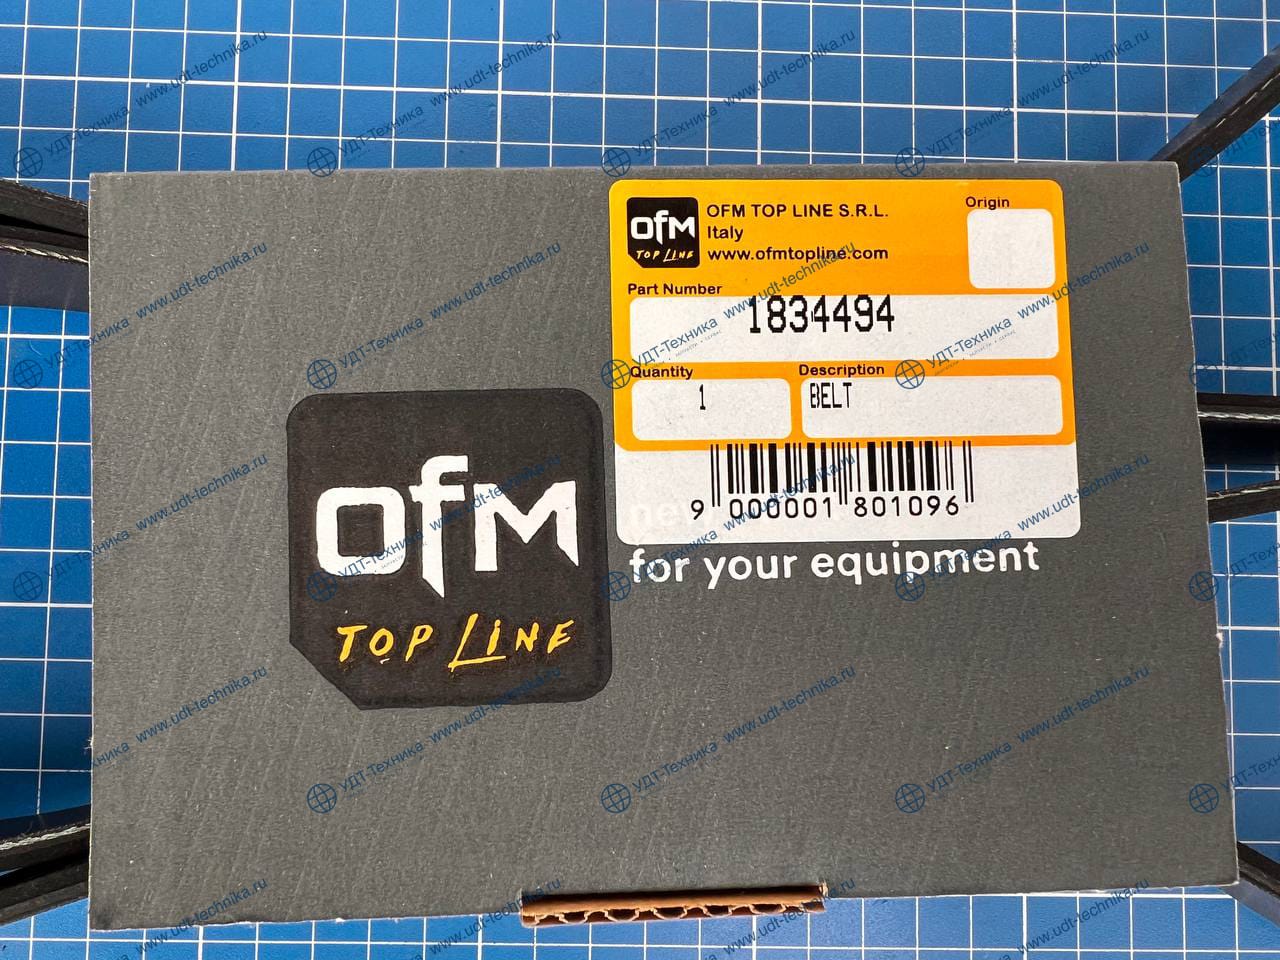 OFM
TOP LINE
OFM TOP LINE S.R.L.
Italy
www.ofmtopline.com
Origin
Part Number
1834494
Quantity
1
Description
BELT
9 000001 801096
new
for your equipment
ofm
TOP LINE
УДТ-Техника www.udt-technika.ru